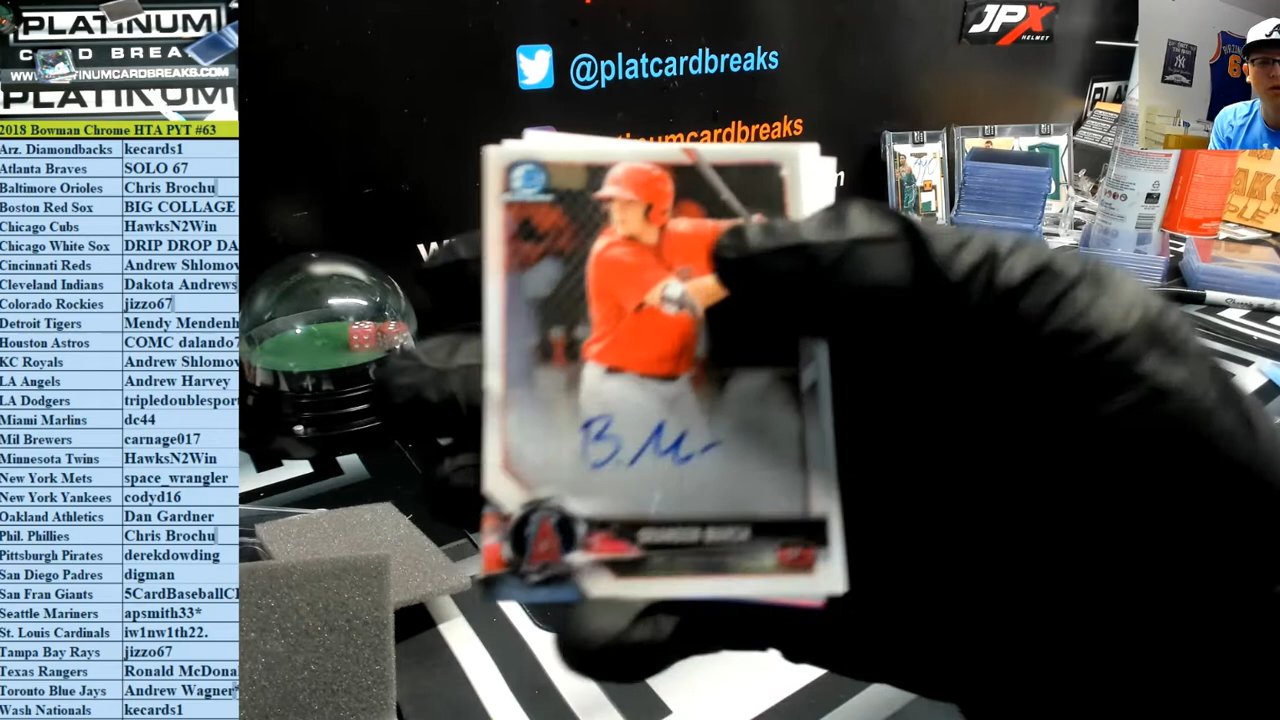 PLATINUM
WWW.
TINUMCARDBREAKS.COM
PLATINUM
@platcardbreaks
tinumcardbreaks
JPX
HELMET
B.M
2018 Bowman Chrome HTA PYT #63
Arz. Diamondbacks kecards1
Atlanta Braves SOLO 67
Baltimore Orioles Chris Brochu
Boston Red Sox BIG COLLAGE
Chicago Cubs HawksN2Win
Chicago White Sox DRIP DROP DA
Cincinnati Reds Andrew Shlomov
Cleveland Indians Dakota Andrews
Colorado Rockies jizzo67
Detroit Tigers Mendy Mendenh
Houston Astros COMC dalando7
KC Royals Andrew Shlomov
LA Angels Andrew Harvey
LA Dodgers tripledoublesport
Miami Marlins dc44
Mil Brewers carnage017
Minnesota Twins HawksN2Win
New York Mets space_wrangler
New York Yankees codyd16
Oakland Athletics Dan Gardner
Phil. Phillies Chris Brochu
Pittsburgh Pirates derekdowding
San Diego Padres digman
San Fran Giants 5CardBaseballCl
Seattle Mariners apsmith33*
St. Louis Cardinals iw1nw1th22.
Tampa Bay Rays jizzo67
Texas Rangers Ronald McDona
Toronto Blue Jays Andrew Wagner*
Wash Nationals kecards1